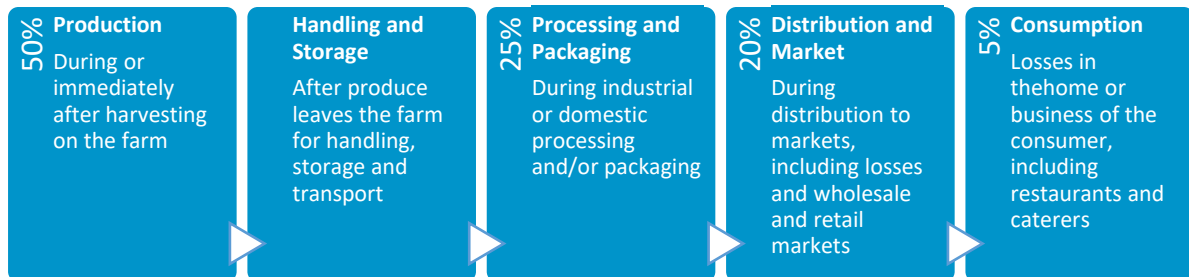 50%
Production
During or
immediately
after harvesting
on the farm
Handling and
Storage
After produce
leaves the farm
for handling,
storage and
transport
25%
Processing and
Packaging
During industrial
or domestic
processing
and/or packaging
20%
Distribution and
Market
During
distribution to
markets,
including losses
and wholesale
and retail
markets
5%
Consumption
Losses in
thehome or
business of the
consumer,
including
restaurants and
caterers